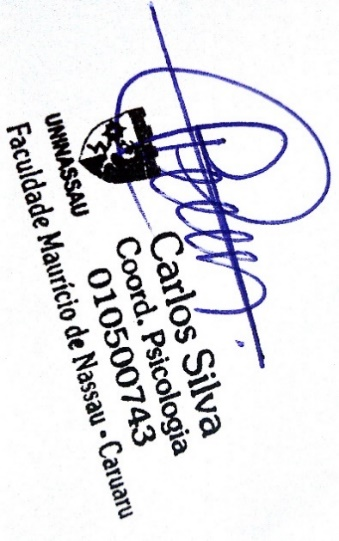 Carlos Silva
Coord. Psicologia
010500743
UNINASSAU
Faculdade Maurício de Nassau - Caruaru